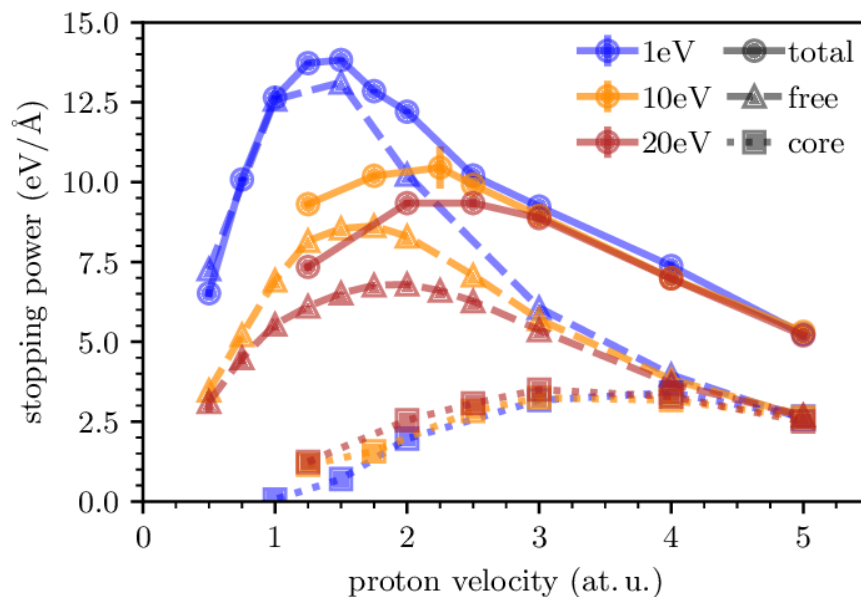 15.0
12.5
10.0
7.5
5.0
2.5
0.0
stopping power (eV/Å)
1eV total
10eV free
20eV core
0 1 2 3 4 5
proton velocity (at. u.)